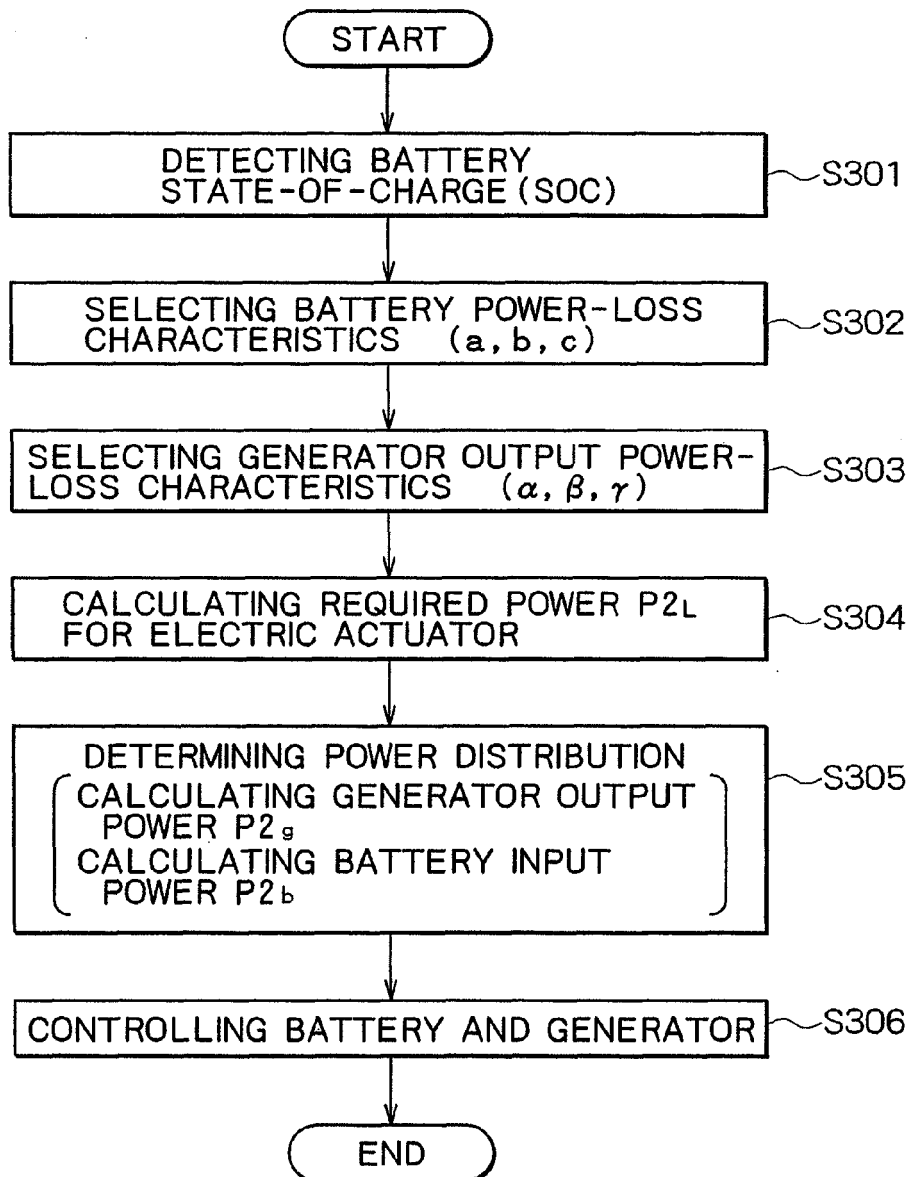 START
DETECTING BATTERY
STATE-OF-CHARGE (SOC)
S301
SELECTING BATTERY POWER-LOSS
CHARACTERISTICS (a, b, c)
S302
SELECTING GENERATOR OUTPUT POWER-
LOSS CHARACTERISTICS (α, β, γ)
S303
CALCULATING REQUIRED POWER P2L
FOR ELECTRIC ACTUATOR
S304
DETERMINING POWER DISTRIBUTION
CALCULATING GENERATOR OUTPUT
POWER P2g
CALCULATING BATTERY INPUT
POWER P2b
S305
CONTROLLING BATTERY AND GENERATOR
S306
END